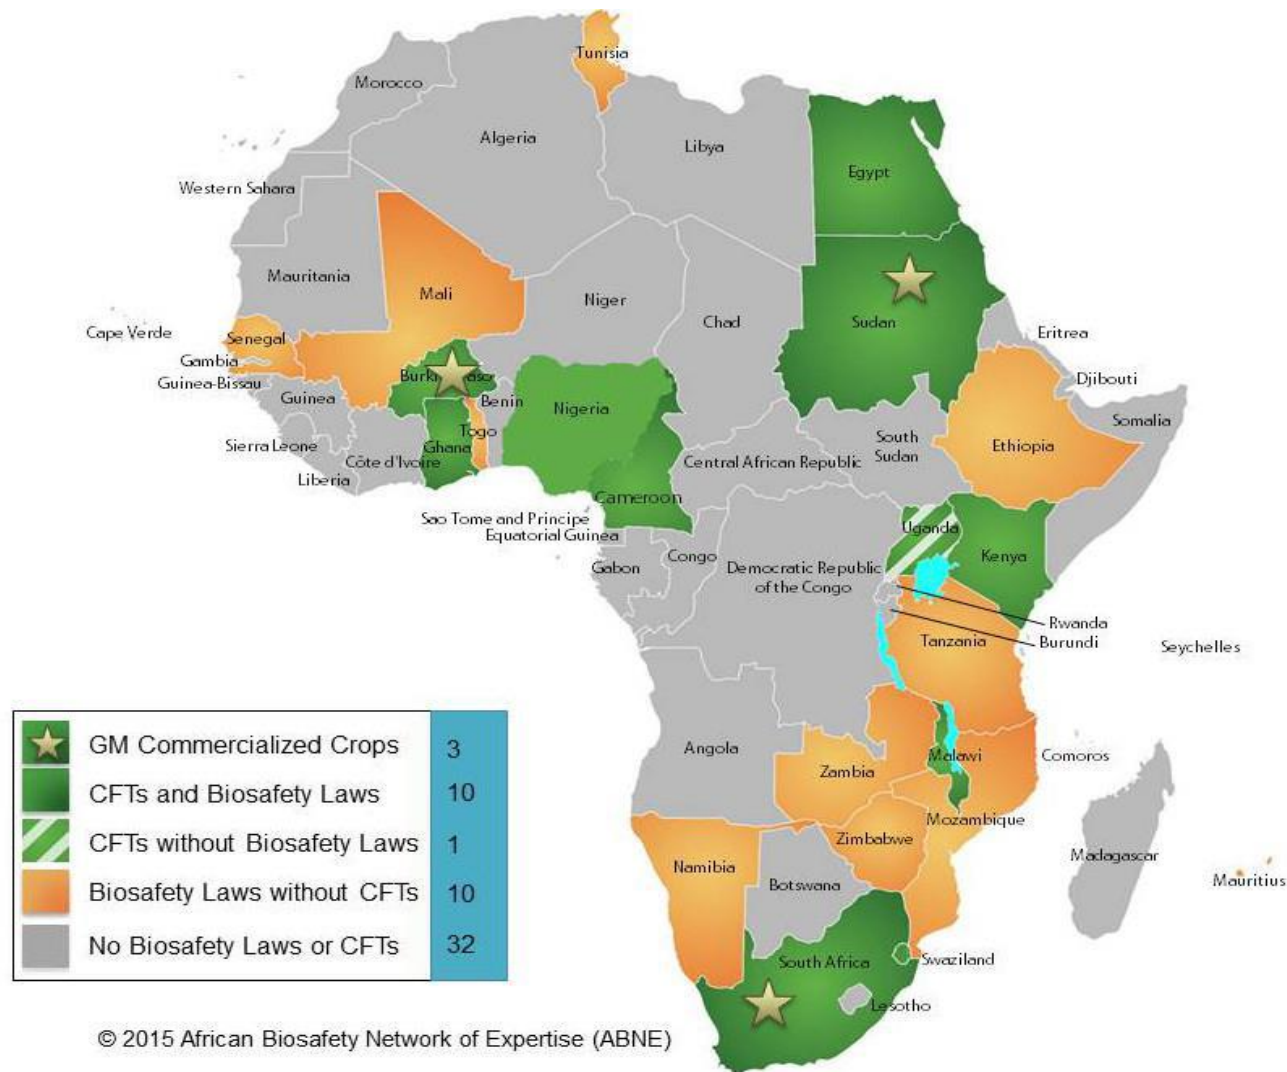 Tunisia
Morocco
Algeria
Libya
Egypt
Western Sahara
Mauritania
Mali
Niger
Chad
Sudan
Cape Verde
Senegal
Eritrea
Gambia
Guinea-Bissau
Djibouti
Guinea
Benin
Nigeria
Somalia
Togo
Ghana
Sierra Leone
Côte d'Ivoire
Liberia
South
Sudan
Ethiopia
Central African Republic
Cameroon
Sao Tome and Principe
Equatorial Guinea
Uganda
Kenya
Gabon
Congo
Democratic Republic
of the Congo
Rwanda
Burundi
Tanzania
Seychelles
Angola
Zambia
Malawi
Comoros
Mozambique
Zimbabwe
Namibia
Botswana
Madagascar
Mauritius
South Africa
Swaziland
Lesotho
GM Commercialized Crops 3
CFTs and Biosafety Laws 10
CFTs without Biosafety Laws 1
Biosafety Laws without CFTs 10
No Biosafety Laws or CFTs 32
© 2015 African Biosafety Network of Expertise (ABNE)